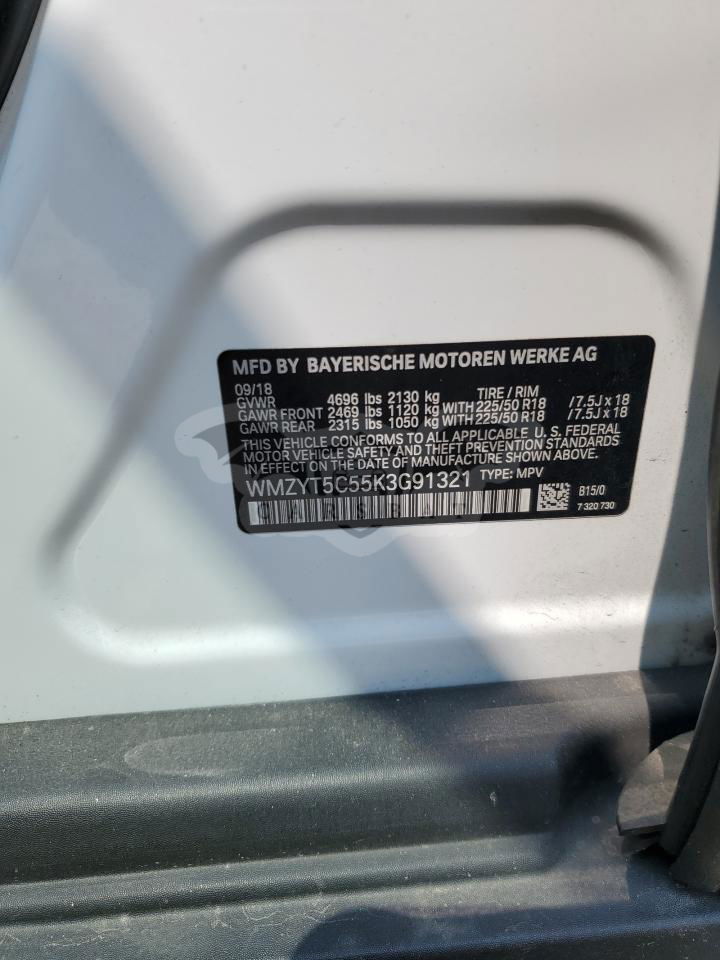 MFD BY BAYERISCHE MOTOREN WERKE AG
09/18
GVWR 4696 lbs 2130 kg TIRE / RIM
GAWR FRONT 2469 lbs 1120 kg WITH 225/50 R18 /7.5J x 18
GAWR REAR 2315 lbs 1050 kg WITH 225/50 R18 /7.5J x 18
THIS VEHICLE CONFORMS TO ALL APPLICABLE U. S. FEDERAL
MOTOR VEHICLE SAFETY AND THEFT PREVENTION STANDARDS
IN EFFECT ON THE DATE OF MANUFACTURE SHOWN ABOVE.
WMZYT5C55K3G91321 TYPE: MPV
B15/0
7 320 730